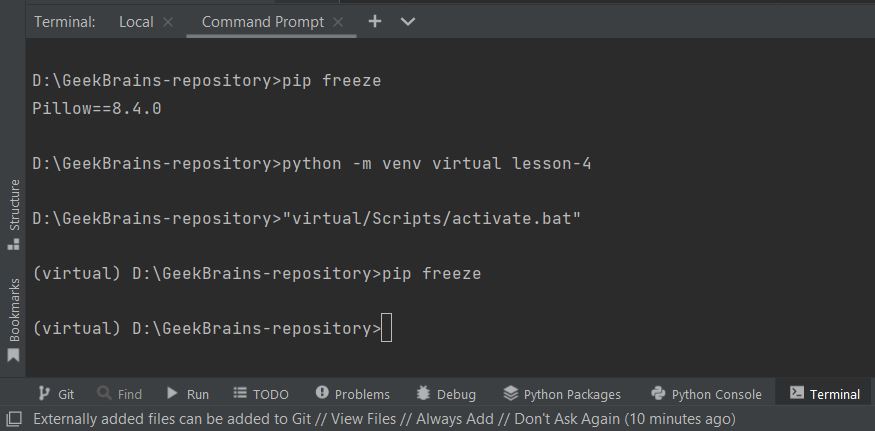 Terminal: Local × Command Prompt × +
D:\GeekBrains-repository>pip freeze
Pillow==8.4.0
D:\GeekBrains-repository>python -m venv virtual lesson-4
D:\GeekBrains-repository>"virtual/Scripts/activate.bat"
(virtual) D:\GeekBrains-repository>pip freeze
(virtual) D:\GeekBrains-repository>
Structure
Bookmarks
Git Find Run TODO Problems Debug Python Packages Python Console Terminal
Externally added files can be added to Git // View Files // Always Add // Don't Ask Again (10 minutes ago)